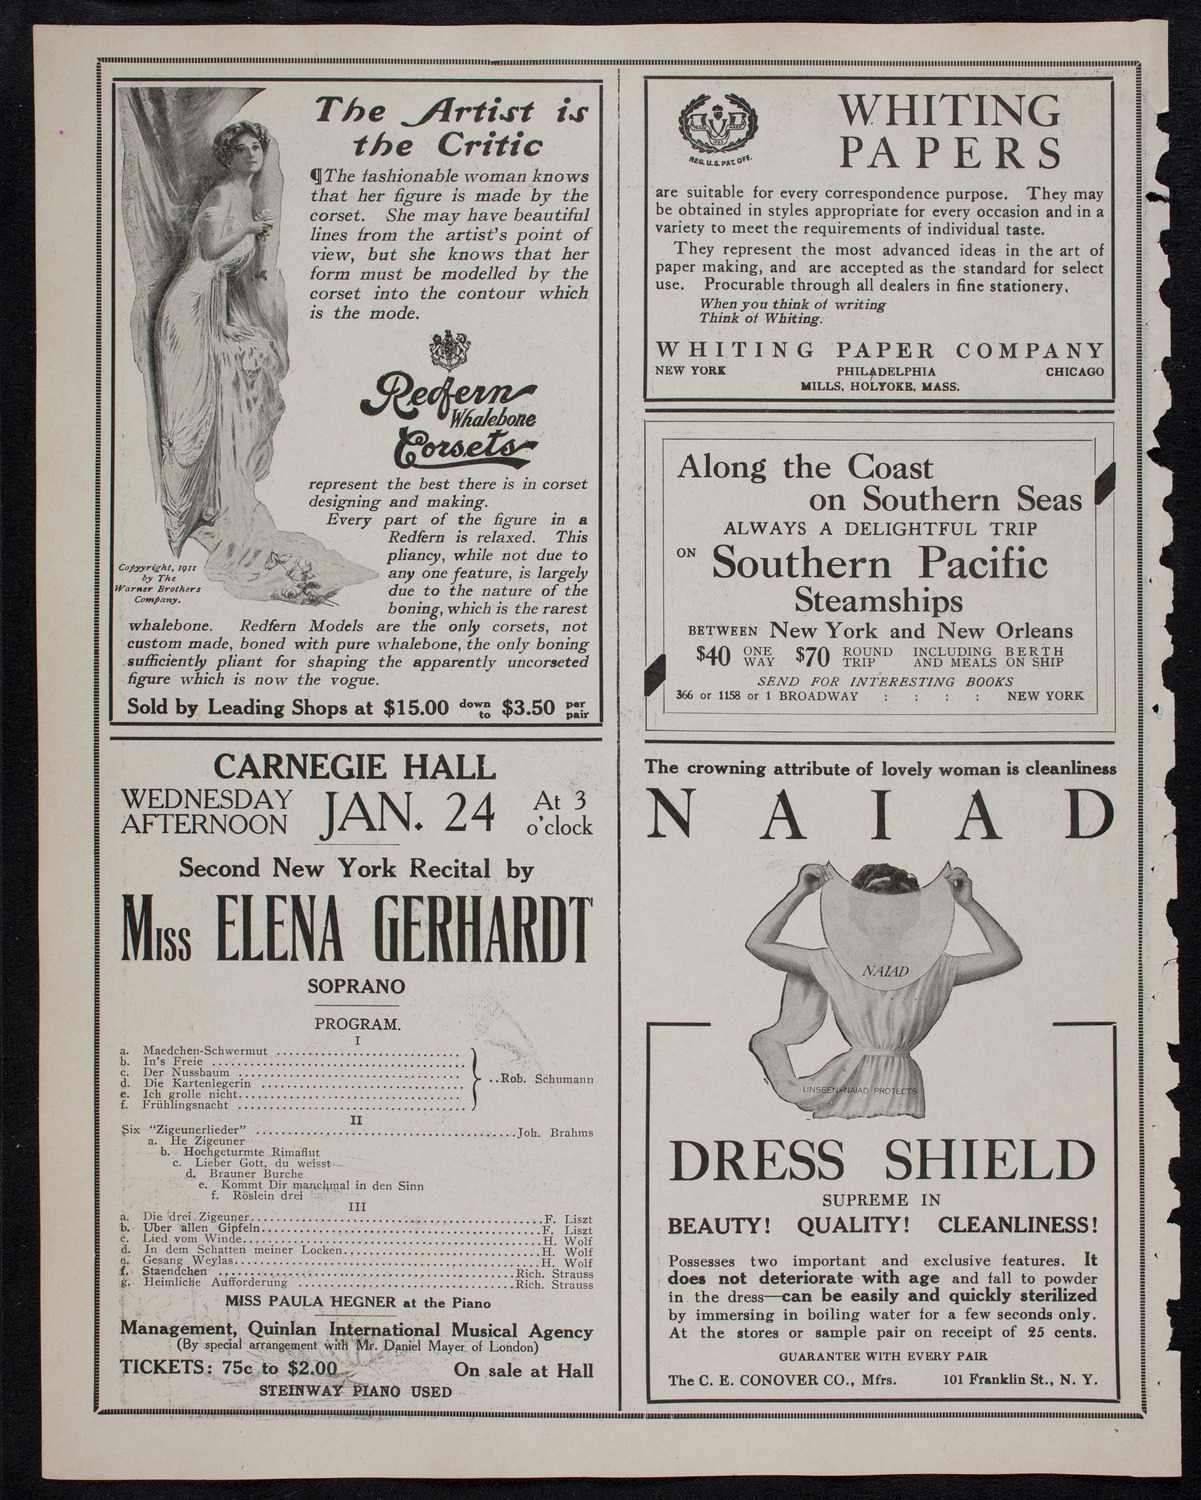 The Artist is
the Critic
¶The fashionable woman knows
that her figure is made by the
corset. She may have beautiful
lines from the artist's point of
view, but she knows that her
form must be modelled by the
corset into the contour which
is the mode.
Redfern
Whalebone
Corsets
represent the best there is in corset
designing and making.
Every part of the figure in a
Redfern is relaxed. This
pliancy, while not due to
any one feature, is largely
due to the nature of the
boning, which is the rarest
Copyright, 1911
by The
Warner Brothers
Company.
whalebone. Redfern Models are the only corsets, not
custom made, boned with pure whalebone, the only boning
sufficiently pliant for shaping the apparently uncorseted
figure which is now the vogue.
Sold by Leading Shops at $15.00 down to $3.50 per pair
CARNEGIE HALL
WEDNESDAY
AFTERNOON
JAN. 24
At 3
o'clock
Second New York Recital by
Miss ELENA GERHARDT
SOPRANO
PROGRAM.
I
a. Maedchen-Schwermut
b. In's Freie
c. Der Nussbaum
d. Die Kartenlegerin
e. Ich grolle nicht
f. Frühlingsnacht
..Rob. Schumann
II
Six "Zigeunerlieder" ..........Joh. Brahms
a. He Zigeuner
b. Hochgeturmte Rimaflut
c. Lieber Gott, du weisst
d. Brauner Burche
e. Kommt Dir manchmal in den Sinn
f. Röslein drei
III
a. Die drei Zigeuner..........F. Liszt
b. Uber allen Gipfeln..........F. Liszt
c. Lied vom Winde..........H. Wolf
d. In dem Schatten meiner Locken..........H. Wolf
e. Gesang Weylas..........H. Wolf
f. Staendchen ..........Rich. Strauss
g. Heimliche Aufforderung ..........Rich. Strauss
MISS PAULA HEGNER at the Piano
Management, Quinlan International Musical Agency
(By special arrangement with Mr. Daniel Mayer of London)
TICKETS: 75c to $2.00 On sale at Hall
STEINWAY PIANO USED
REG. U.S. PAT. OFF.
WHITING
PAPERS
are suitable for every correspondence purpose. They may
be obtained in styles appropriate for every occasion and in a
variety to meet the requirements of individual taste.
They represent the most advanced ideas in the art of
paper making, and are accepted as the standard for select
use. Procurable through all dealers in fine stationery,
When you think of writing
Think of Whiting.
WHITING PAPER COMPANY
NEW YORK PHILADELPHIA CHICAGO
MILLS, HOLYOKE, MASS.
Along the Coast
on Southern Seas
ALWAYS A DELIGHTFUL TRIP
ON Southern Pacific
Steamships
BETWEEN New York and New Orleans
$40 ONE WAY $70 ROUND TRIP INCLUDING BERTH AND MEALS ON SHIP
SEND FOR INTERESTING BOOKS
366 or 1158 or 1 BROADWAY : : : : NEW YORK
The crowning attribute of lovely woman is cleanliness
NAIAD
NAIAD
UNSEEN-NAIAD PROTECTS
DRESS SHIELD
SUPREME IN
BEAUTY! QUALITY! CLEANLINESS!
Possesses two important and exclusive features. It
does not deteriorate with age and fall to powder
in the dress—can be easily and quickly sterilized
by immersing in boiling water for a few seconds only.
At the stores or sample pair on receipt of 25 cents.
GUARANTEE WITH EVERY PAIR
The C. E. CONOVER CO., Mfrs. 101 Franklin St., N. Y.